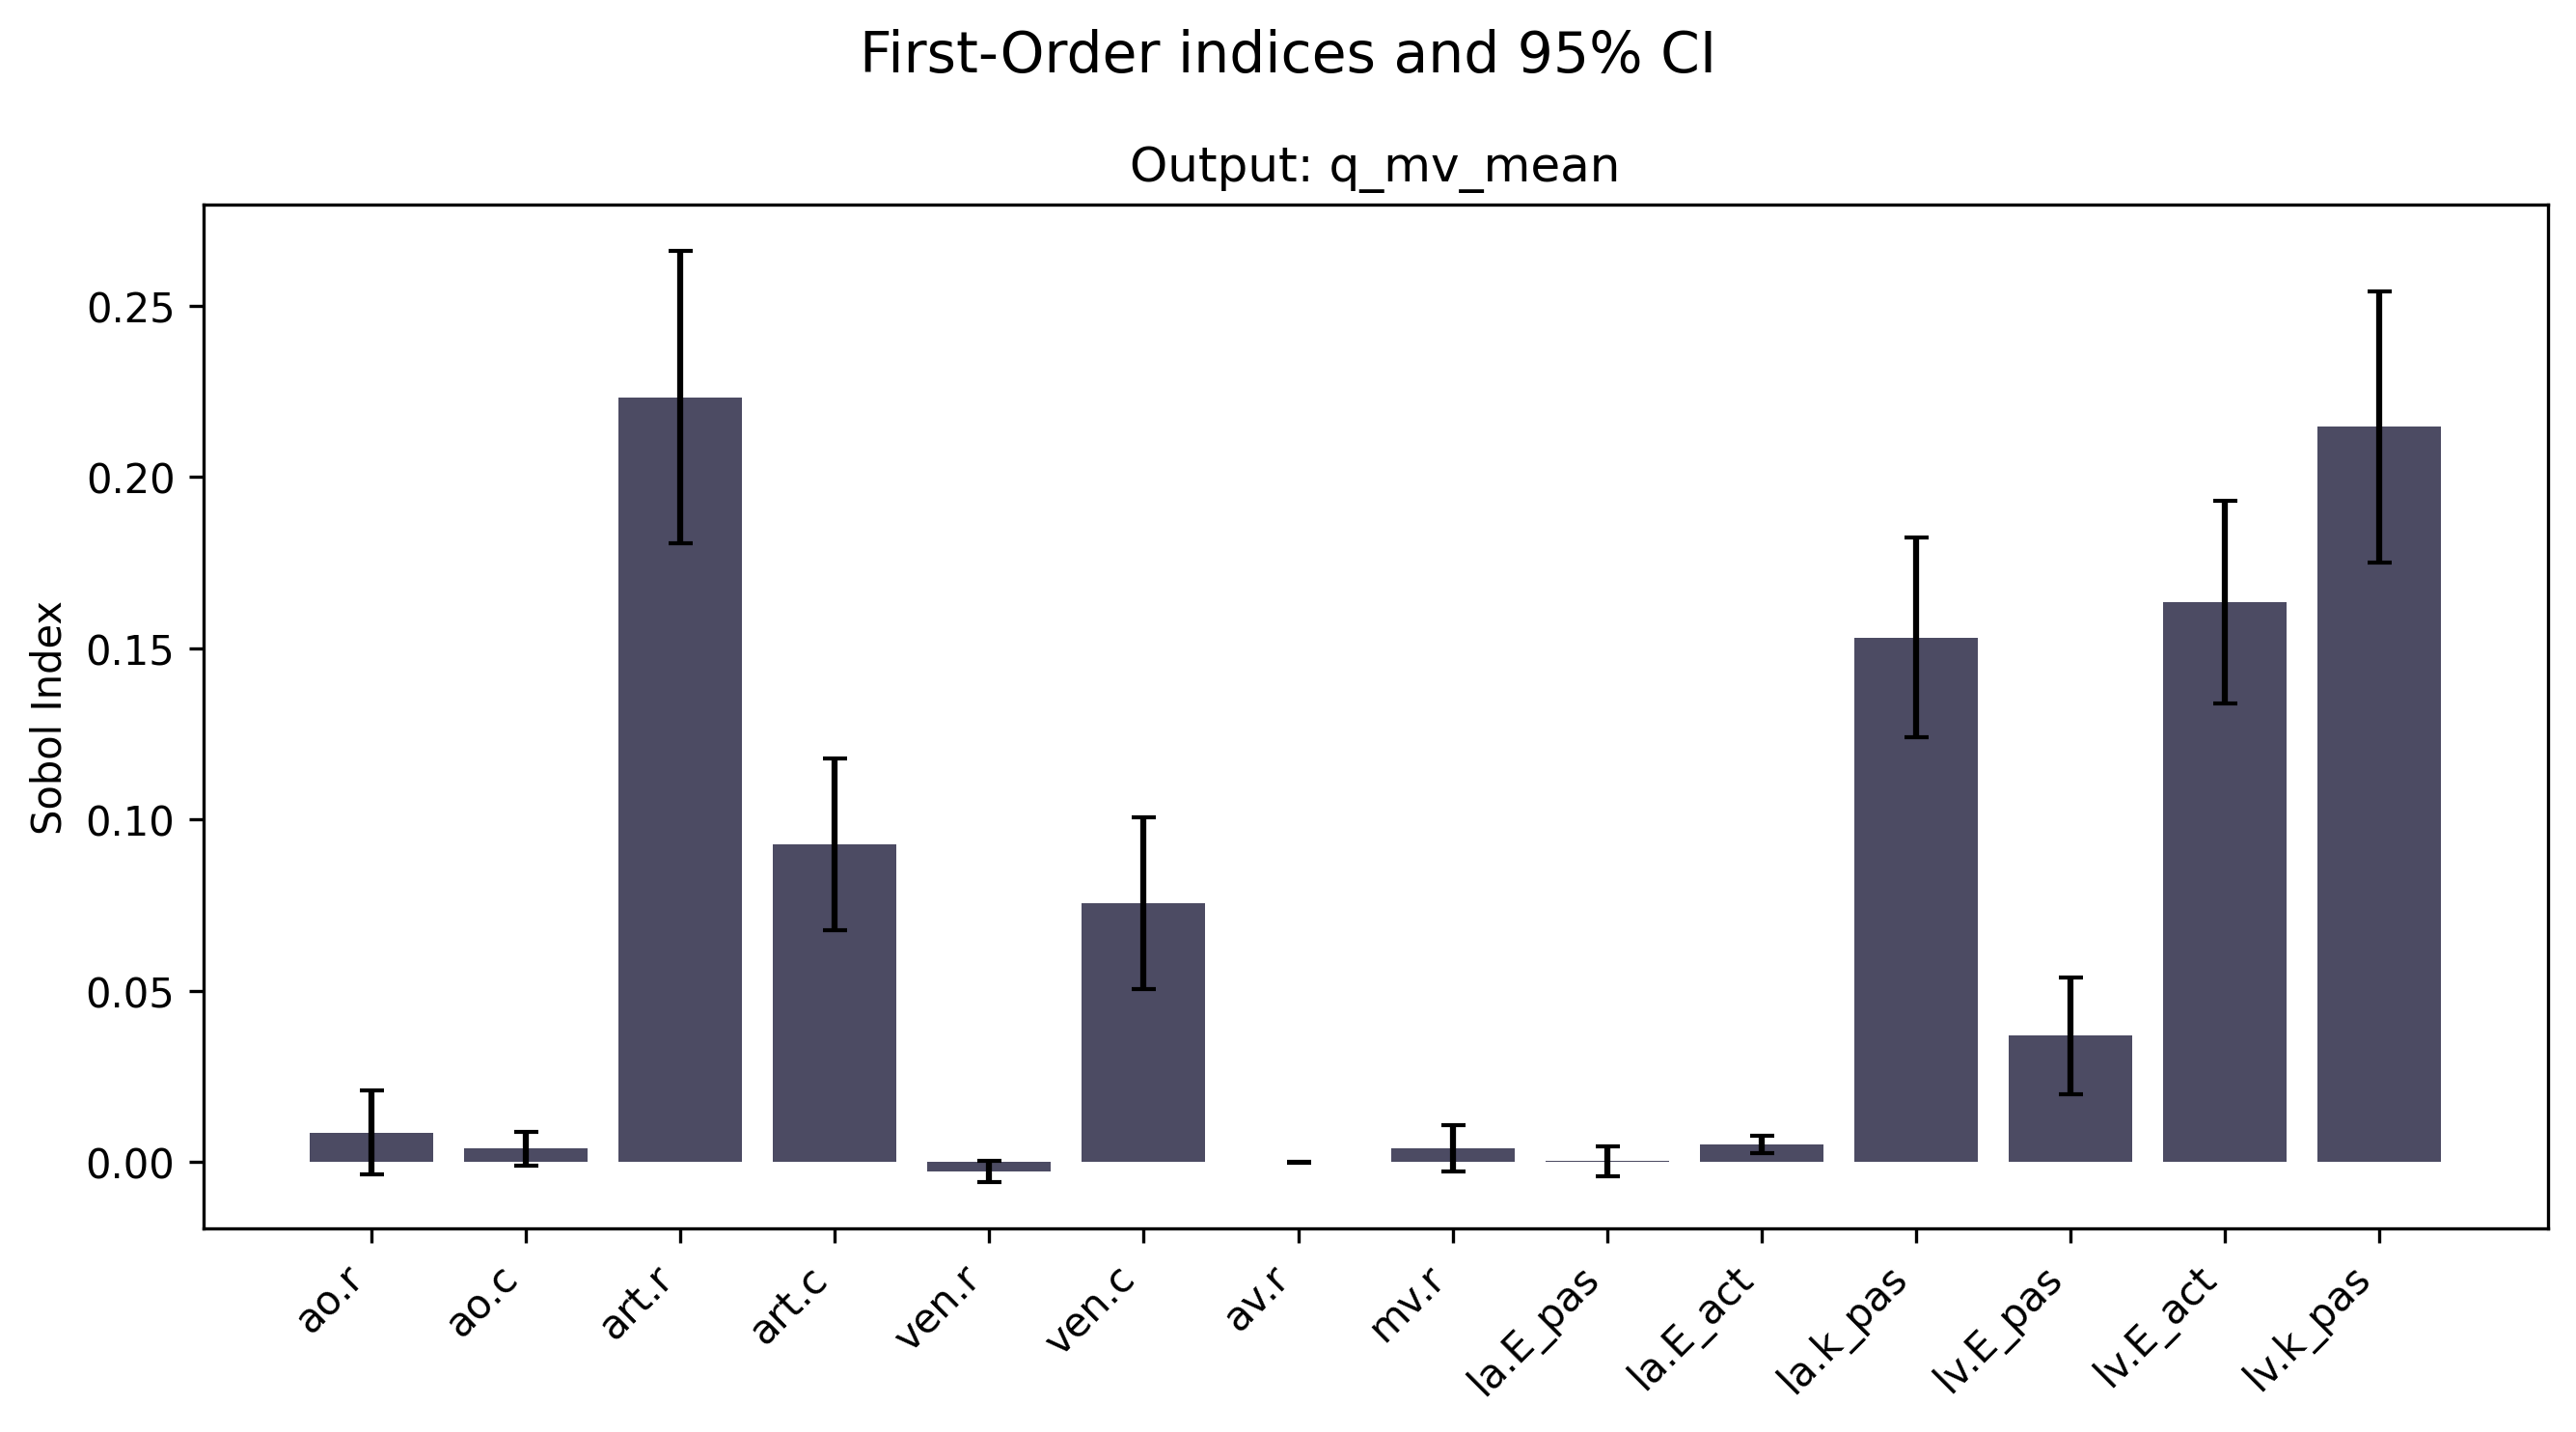 First-Order indices and 95% CI
Output: q_mv_mean
Sobol Index
0.25
0.20
0.15
0.10
0.05
0.00
ao.r
ao.c
art.r
art.c
ven.r
ven.c
av.r
mv.r
la.E_pas
la.E_act
la.k_pas
lv.E_pas
lv.E_act
lv.k_pas